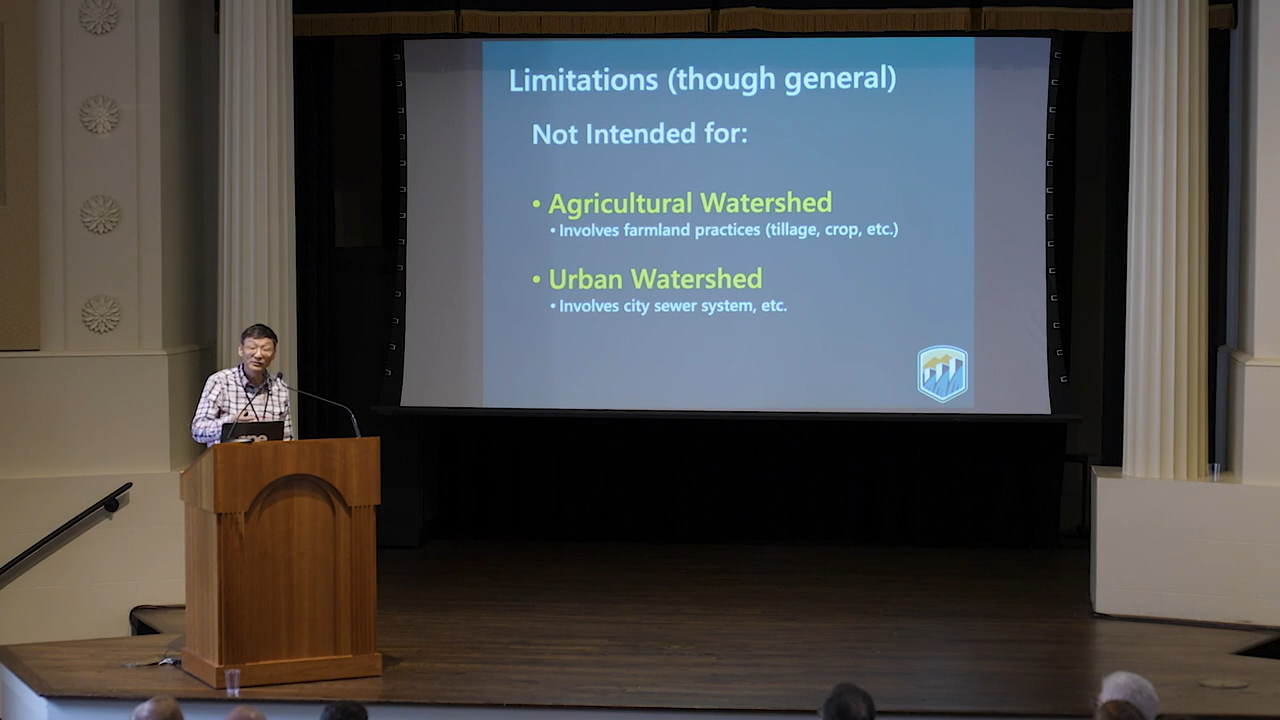 Limitations (though general)
Not Intended for:
• Agricultural Watershed
• Involves farmland practices (tillage, crop, etc.)
• Urban Watershed
• Involves city sewer system, etc.